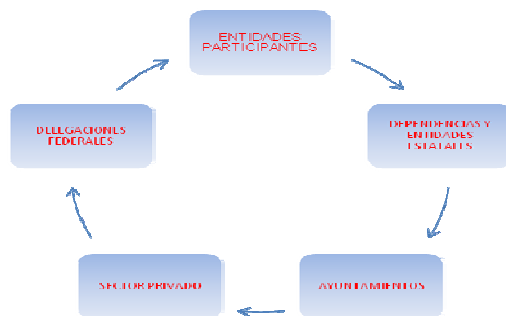 ENTIDADES
PARTICIPANTES
DEPENDENCIAS Y
ENTIDADES
ESTATALES
AYUNTAMIENTOS
SECTOR PRIVADO
DELEGACIONES
FEDERALES